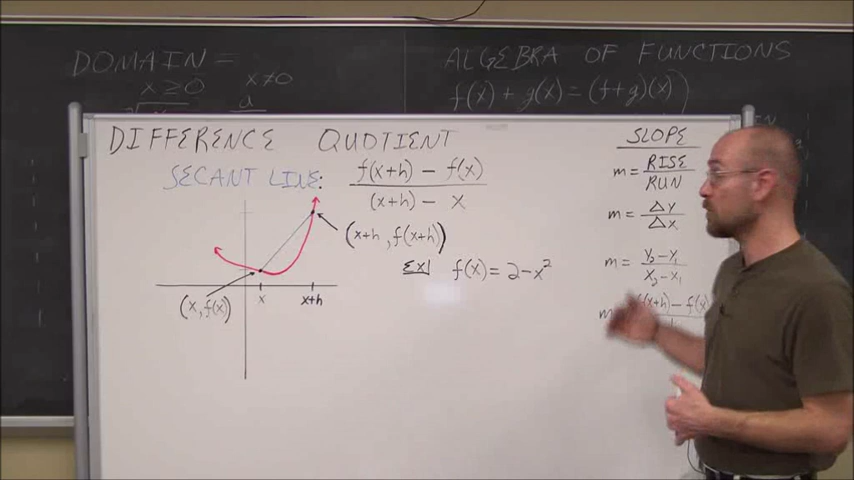 DOMAIN =
x ≥ 0 x ≠ 0
a
ALGEBRA OF FUNCTIONS
f(x) + g(x) = (f+g)(x)
DIFFERENCE QUOTIENT
SECANT LINE:
f(x+h) - f(x)
(x+h) - x
(x+h, f(x+h))
(x, f(x))
x
x+h
Ex] f(x) = 2 - x²
SLOPE
m = RISE
RUN
m = Δy
Δx
m = y₂ - y₁
x₂ - x₁
m
f(x+h) - f(x)